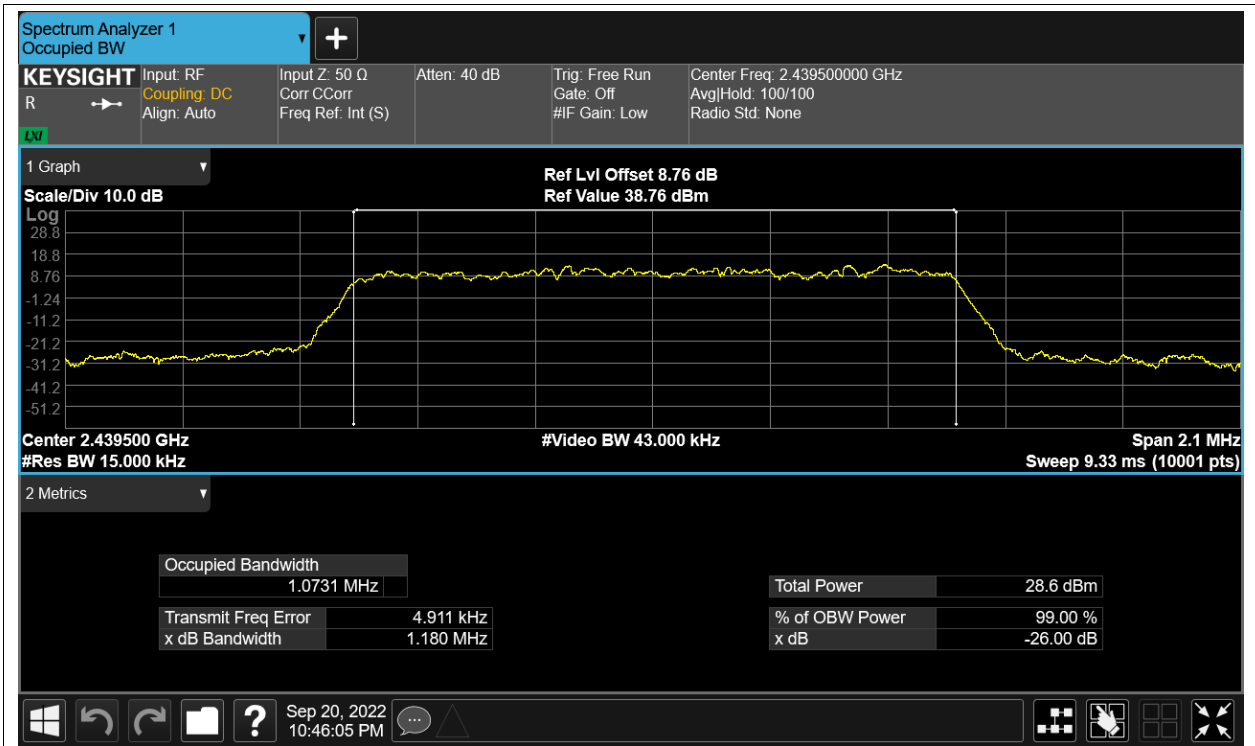 Spectrum Analyzer 1
Occupied BW
KEYSIGHT
R
LXI
Input: RF
Coupling: DC
Align: Auto
Input Z: 50 Ω
Corr CCorr
Freq Ref: Int (S)
Atten: 40 dB
Trig: Free Run
Gate: Off
#IF Gain: Low
Center Freq: 2.439500000 GHz
Avg|Hold: 100/100
Radio Std: None
1 Graph
Scale/Div 10.0 dB
Ref Lvl Offset 8.76 dB
Ref Value 38.76 dBm
Log
28.8
18.8
8.76
-1.24
-11.2
-21.2
-31.2
-41.2
-51.2
Center 2.439500 GHz
#Res BW 15.000 kHz
#Video BW 43.000 kHz
Span 2.1 MHz
Sweep 9.33 ms (10001 pts)
2 Metrics
Occupied Bandwidth
1.0731 MHz
Transmit Freq Error 4.911 kHz
x dB Bandwidth 1.180 MHz
Total Power 28.6 dBm
% of OBW Power 99.00 %
x dB -26.00 dB
?
Sep 20, 2022
10:46:05 PM